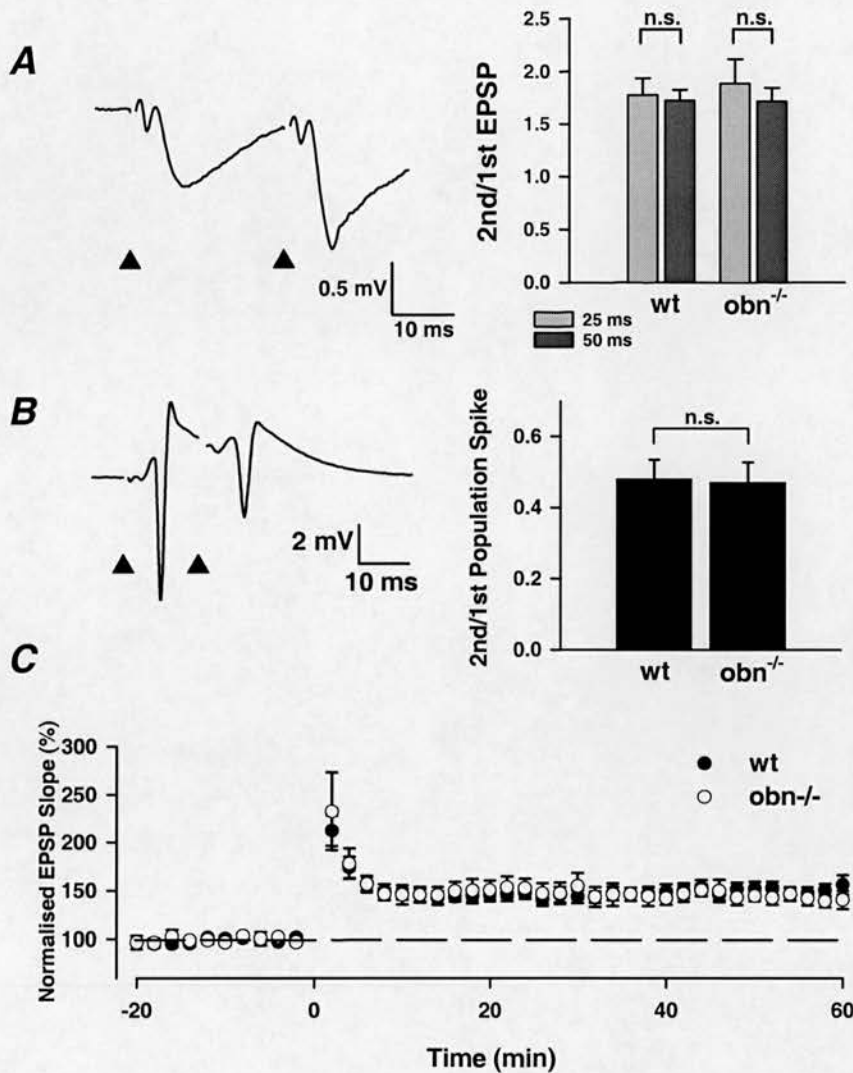 A
0.5 mV
10 ms
2nd/1st EPSP
2.5
2.0
1.5
1.0
0.5
0.0
n.s.
n.s.
wt
obn-/-
25 ms
50 ms
B
2 mV
10 ms
2nd/1st Population Spike
0.6
0.4
0.2
0.0
n.s.
wt
obn-/-
C
Normalised EPSP Slope (%)
300
250
200
150
100
wt
obn-/-
-20
0
20
40
60
Time (min)